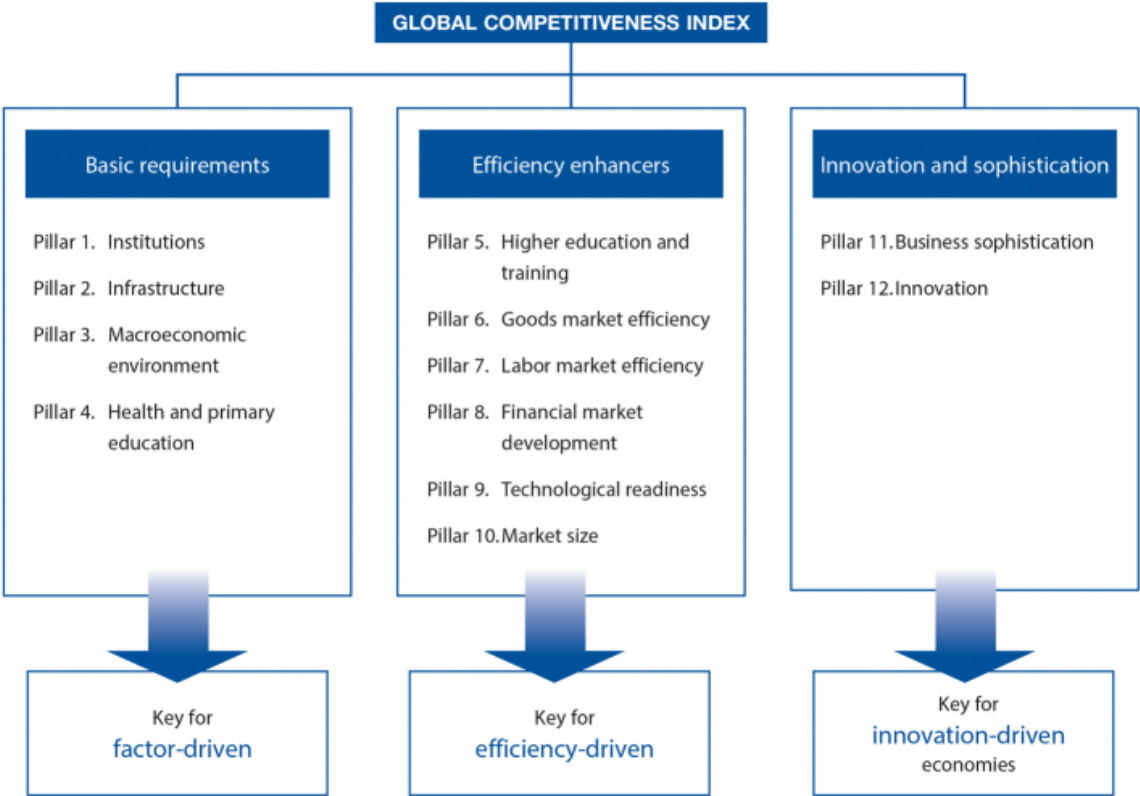 GLOBAL COMPETITIVENESS INDEX
Basic requirements
Pillar 1. Institutions
Pillar 2. Infrastructure
Pillar 3. Macroeconomic
environment
Pillar 4. Health and primary
education
Key for
factor-driven
Efficiency enhancers
Pillar 5. Higher education and
training
Pillar 6. Goods market efficiency
Pillar 7. Labor market efficiency
Pillar 8. Financial market
development
Pillar 9. Technological readiness
Pillar 10. Market size
Key for
efficiency-driven
Innovation and sophistication
Pillar 11. Business sophistication
Pillar 12. Innovation
Key for
innovation-driven
economies